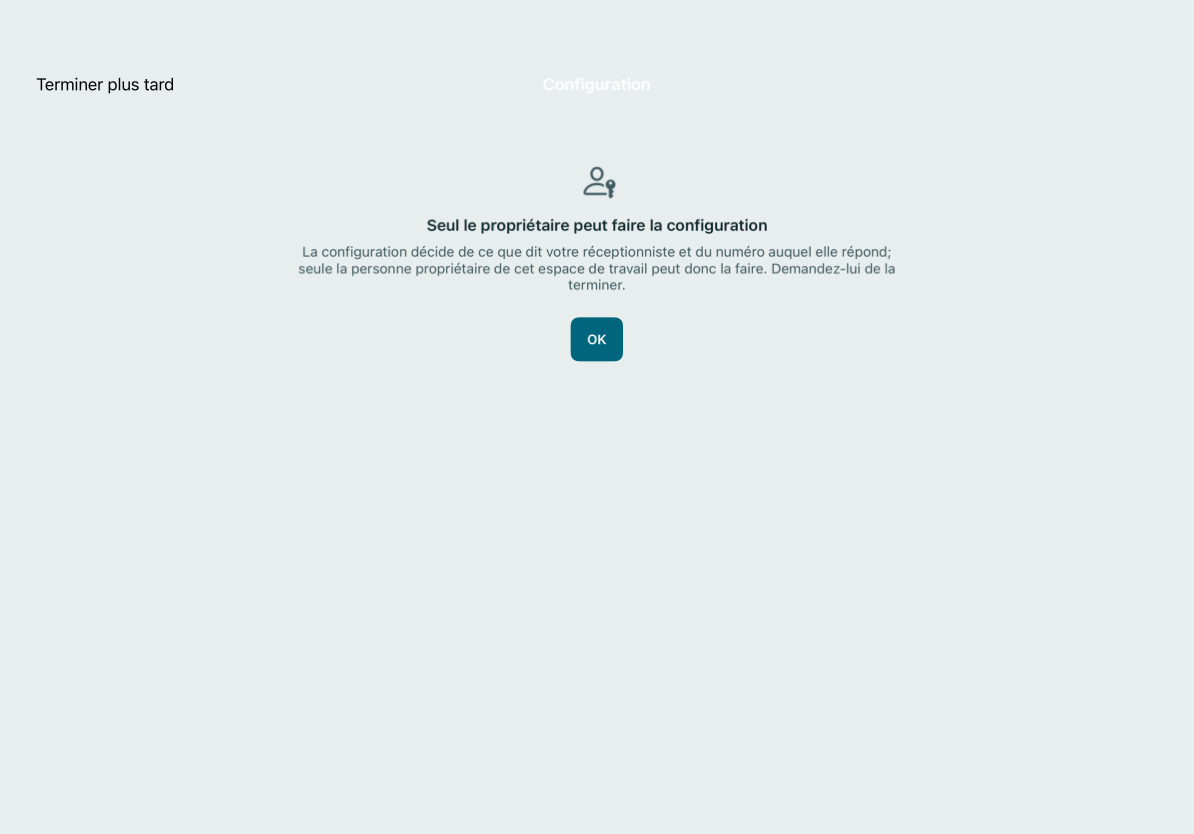 Terminer plus tard
Configuration
Seul le propriétaire peut faire la configuration
La configuration décide de ce que dit votre réceptionniste et du numéro auquel elle répond;
seule la personne propriétaire de cet espace de travail peut donc la faire. Demandez-lui de la
terminer.
OK